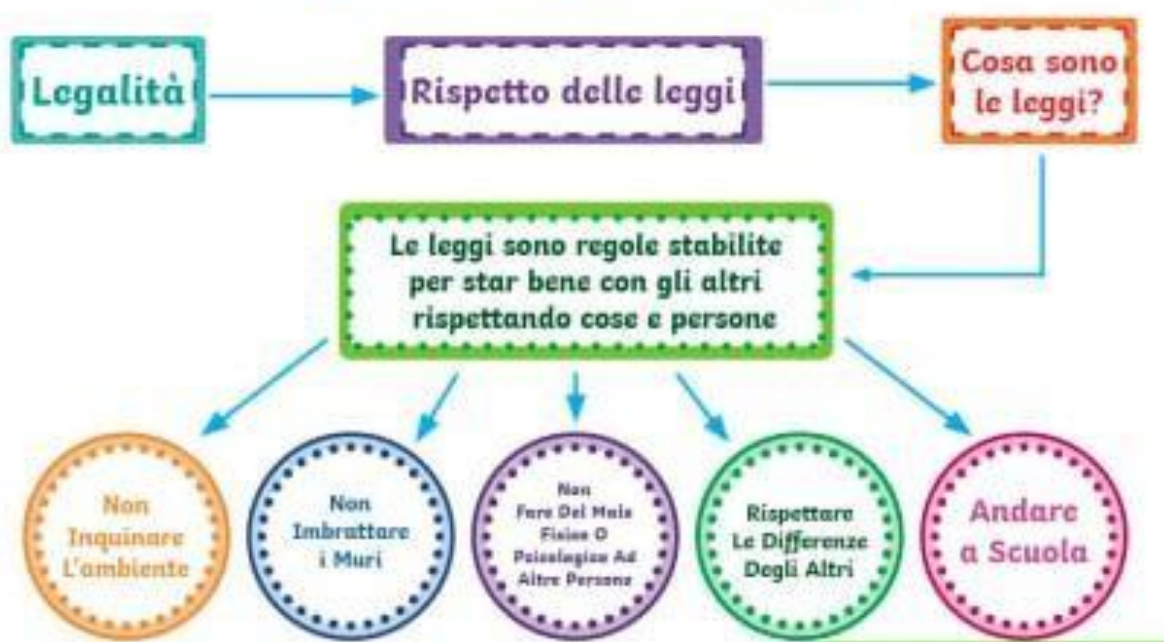 Legalità
Rispetto delle leggi
Cosa sono
le leggi?
Le leggi sono regole stabilite
per star bene con gli altri
rispettando cose e persone
Non
Inquinare
L'ambiente
Non
Imbrattare
i Muri
Non
Fare Del Male
Fisico O
Psicologico Ad
Altre Persone
Rispettare
Le Differenze
Degli Altri
Andare
a Scuola